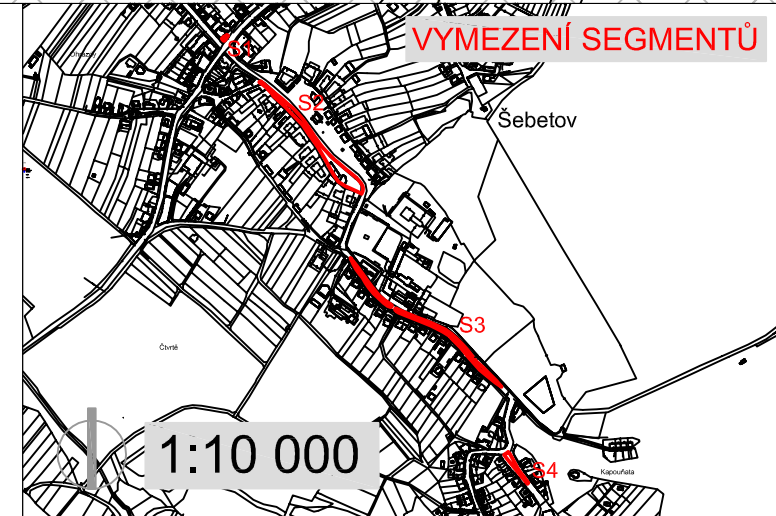 VYMEZENÍ SEGMENTŮ
S1
S2
Šebetov
S3
Čtvrtě
1:10 000
S4
Kapouňata